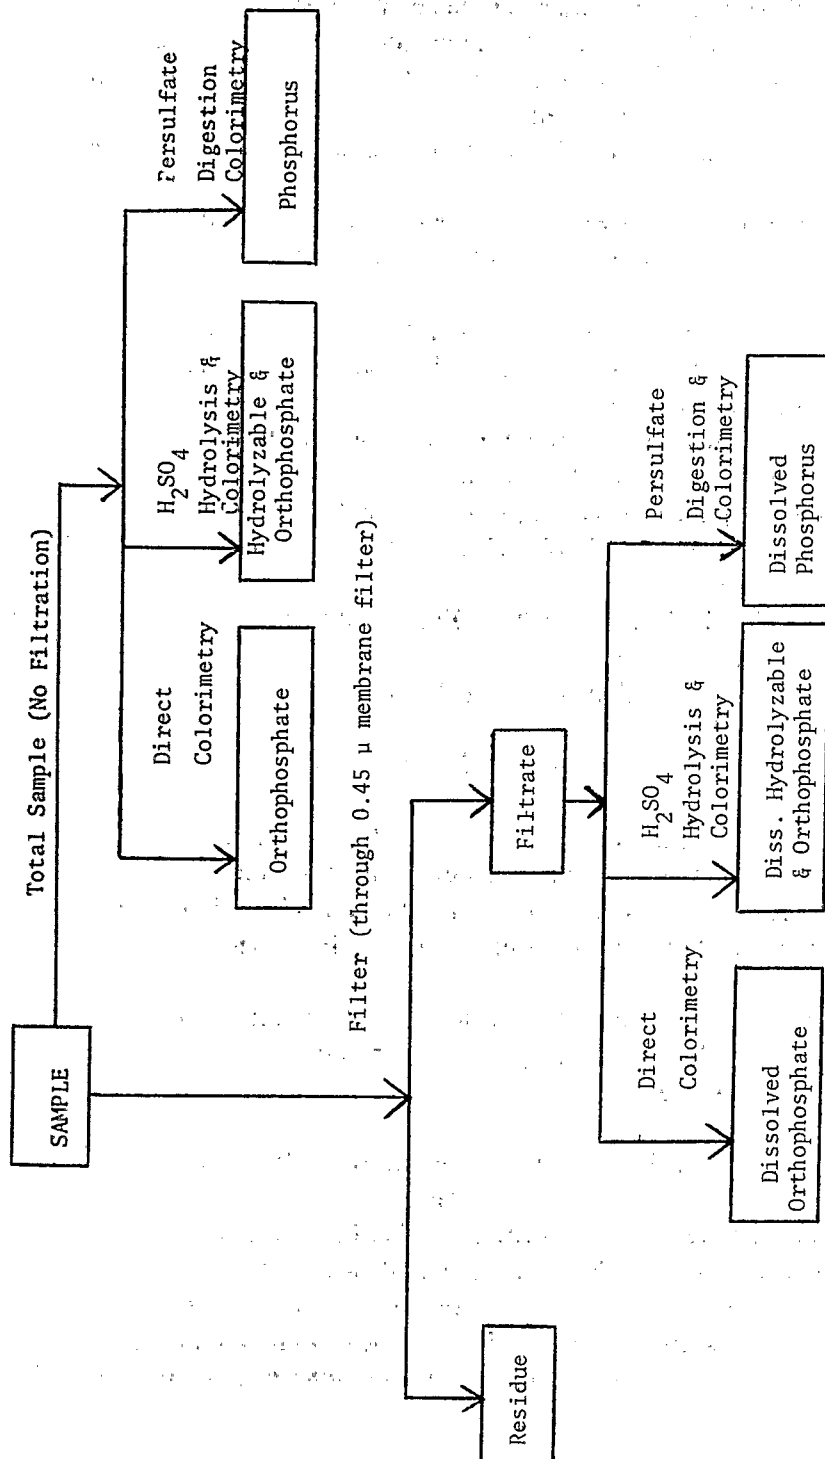 SAMPLE
Total Sample (No Filtration)
Direct
Colorimetry
Orthophosphate
H2SO4
Hydrolysis &
Colorimetry
Hydrolyzable &
Orthophosphate
Persulfate
Digestion
Colorimetry
Phosphorus
Filter (through 0.45 μ membrane filter)
Residue
Filtrate
Direct
Colorimetry
Dissolved
Orthophosphate
H2SO4
Hydrolysis &
Colorimetry
Diss. Hydrolyzable
& Orthophosphate
Persulfate
Digestion &
Colorimetry
Dissolved
Phosphorus